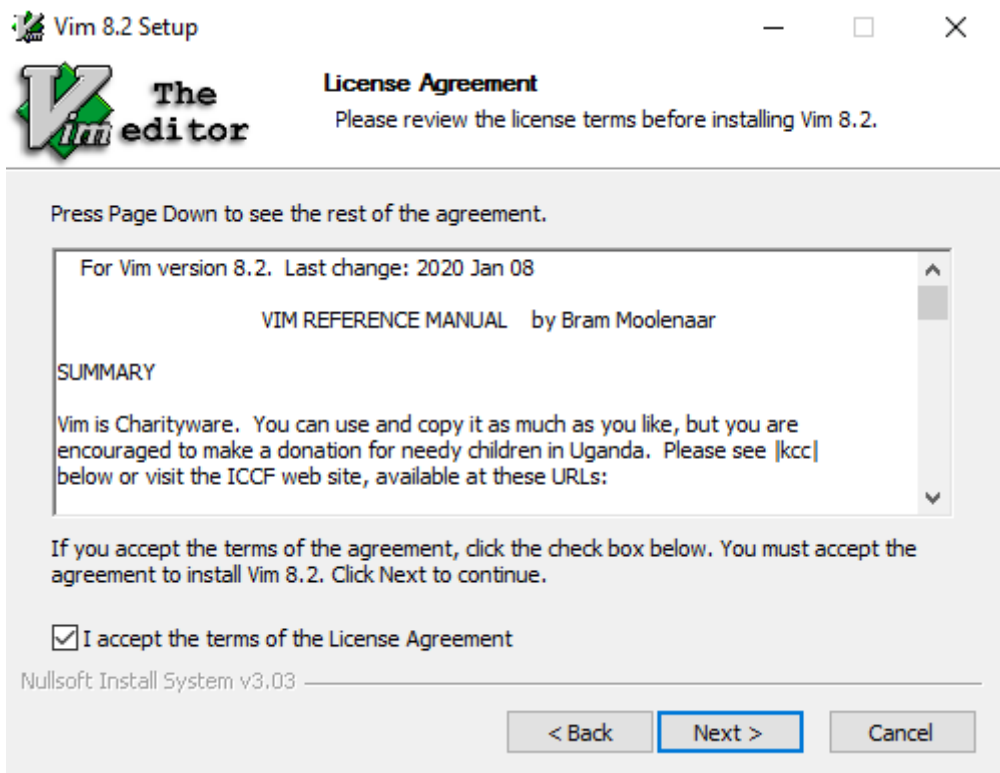 Vim 8.2 Setup
The
Vim editor
License Agreement
Please review the license terms before installing Vim 8.2.
Press Page Down to see the rest of the agreement.
For Vim version 8.2.  Last change: 2020 Jan 08
VIM REFERENCE MANUAL    by Bram Moolenaar
SUMMARY
Vim is Charityware.  You can use and copy it as much as you like, but you are
encouraged to make a donation for needy children in Uganda.  Please see |kcc|
below or visit the ICCF web site, available at these URLs:
If you accept the terms of the agreement, click the check box below. You must accept the
agreement to install Vim 8.2. Click Next to continue.
I accept the terms of the License Agreement
Nullsoft Install System v3.03
< Back
Next >
Cancel